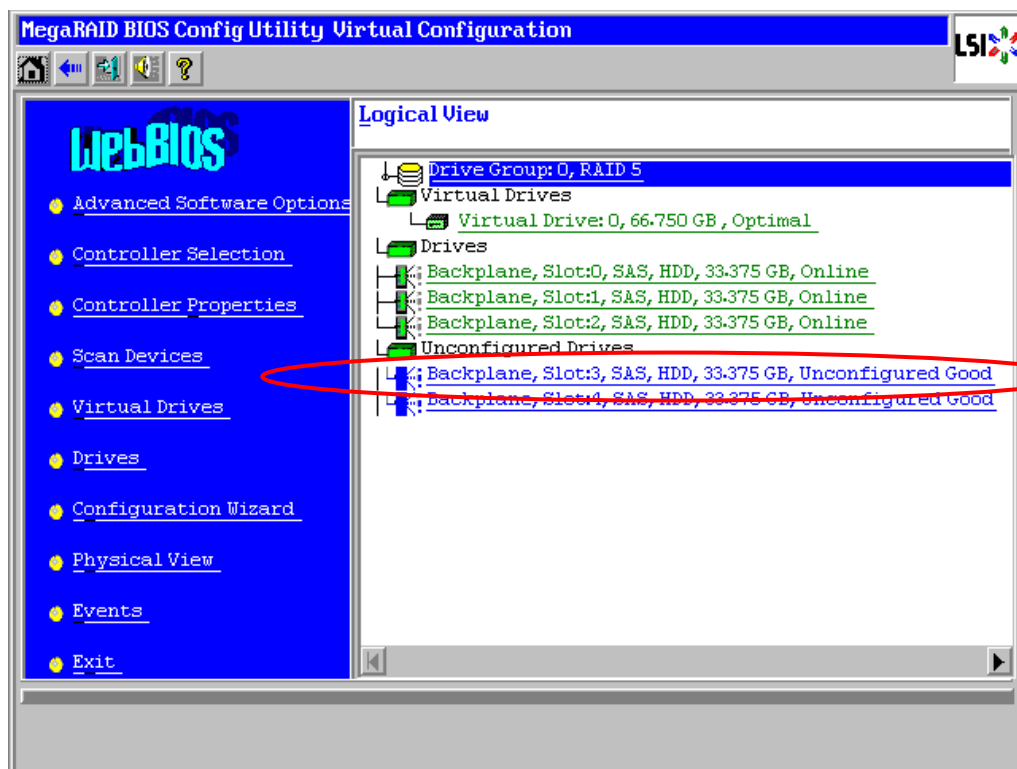 MegaRAID BIOS Config Utility Virtual Configuration
LSI
WebBIOS
Logical View
Advanced Software Options
Controller Selection
Controller Properties
Scan Devices
Virtual Drives
Drives
Configuration Wizard
Physical View
Events
Exit
Drive Group: 0, RAID 5
Virtual Drives
Virtual Drive: 0, 66.750 GB , Optimal
Drives
Backplane, Slot:0, SAS, HDD, 33.375 GB, Online
Backplane, Slot:1, SAS, HDD, 33.375 GB, Online
Backplane, Slot:2, SAS, HDD, 33.375 GB, Online
Unconfigured Drives
Backplane, Slot:3, SAS, HDD, 33.375 GB, Unconfigured Good
Backplane, Slot:4, SAS, HDD, 33.375 GB, Unconfigured Good